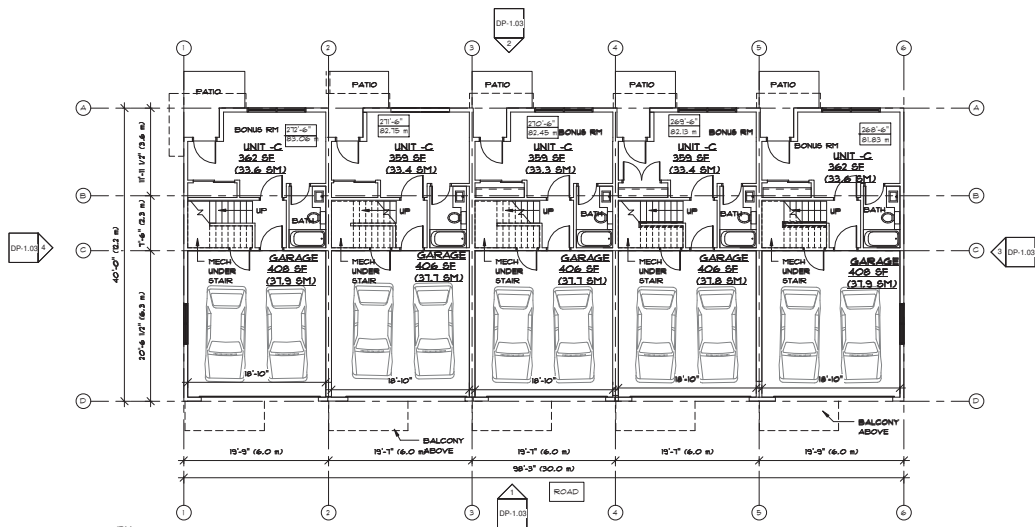 DP-1.03
2
1
2
3
4
5
6
PATIO
PATIO
PATIO
PATIO
PATIO
A
A
BONUS RM
272'-6"
83.06 m
271'-6"
82.75 m
270'-6"
82.45 m
BONUS RM
269'-6"
82.13 m
BONUS RM
268'-6"
81.83 m
BONUS RM
UNIT -C
362 SF
(33.6 SM)
UNIT -C
359 SF
(33.4 SM)
UNIT -C
359 SF
(33.3 SM)
UNIT -C
359 SF
(33.4 SM)
UNIT -C
362 SF
(33.6 SM)
11'-11 1/2" (3.6 m)
B
B
UP
BATH
UP
UP
UP
UP
BATH
7'-6" (2.3 m)
40'-0" (12.2 m)
DP-1.03
4
C
C
3
DP-1.03
MECH
UNDER
STAIR
GARAGE
408 SF
(37.9 SM)
MECH
UNDER
STAIR
GARAGE
406 SF
(37.7 SM)
MECH
UNDER
STAIR
GARAGE
406 SF
(37.7 SM)
MECH
UNDER
STAIR
GARAGE
406 SF
(37.8 SM)
MECH
UNDER
STAIR
GARAGE
408 SF
(37.9 SM)
20'-6 1/2" (6.3 m)
18'-10"
18'-10"
18'-10"
18'-10"
18'-10"
D
D
BALCONY
ABOVE
BALCONY
ABOVE
19'-9" (6.0 m)
19'-7" (6.0 m)
19'-7" (6.0 m)
19'-7" (6.0 m)
19'-9" (6.0 m)
98'-3" (30.0 m)
1
DP-1.03
ROAD
1
2
3
4
5
6